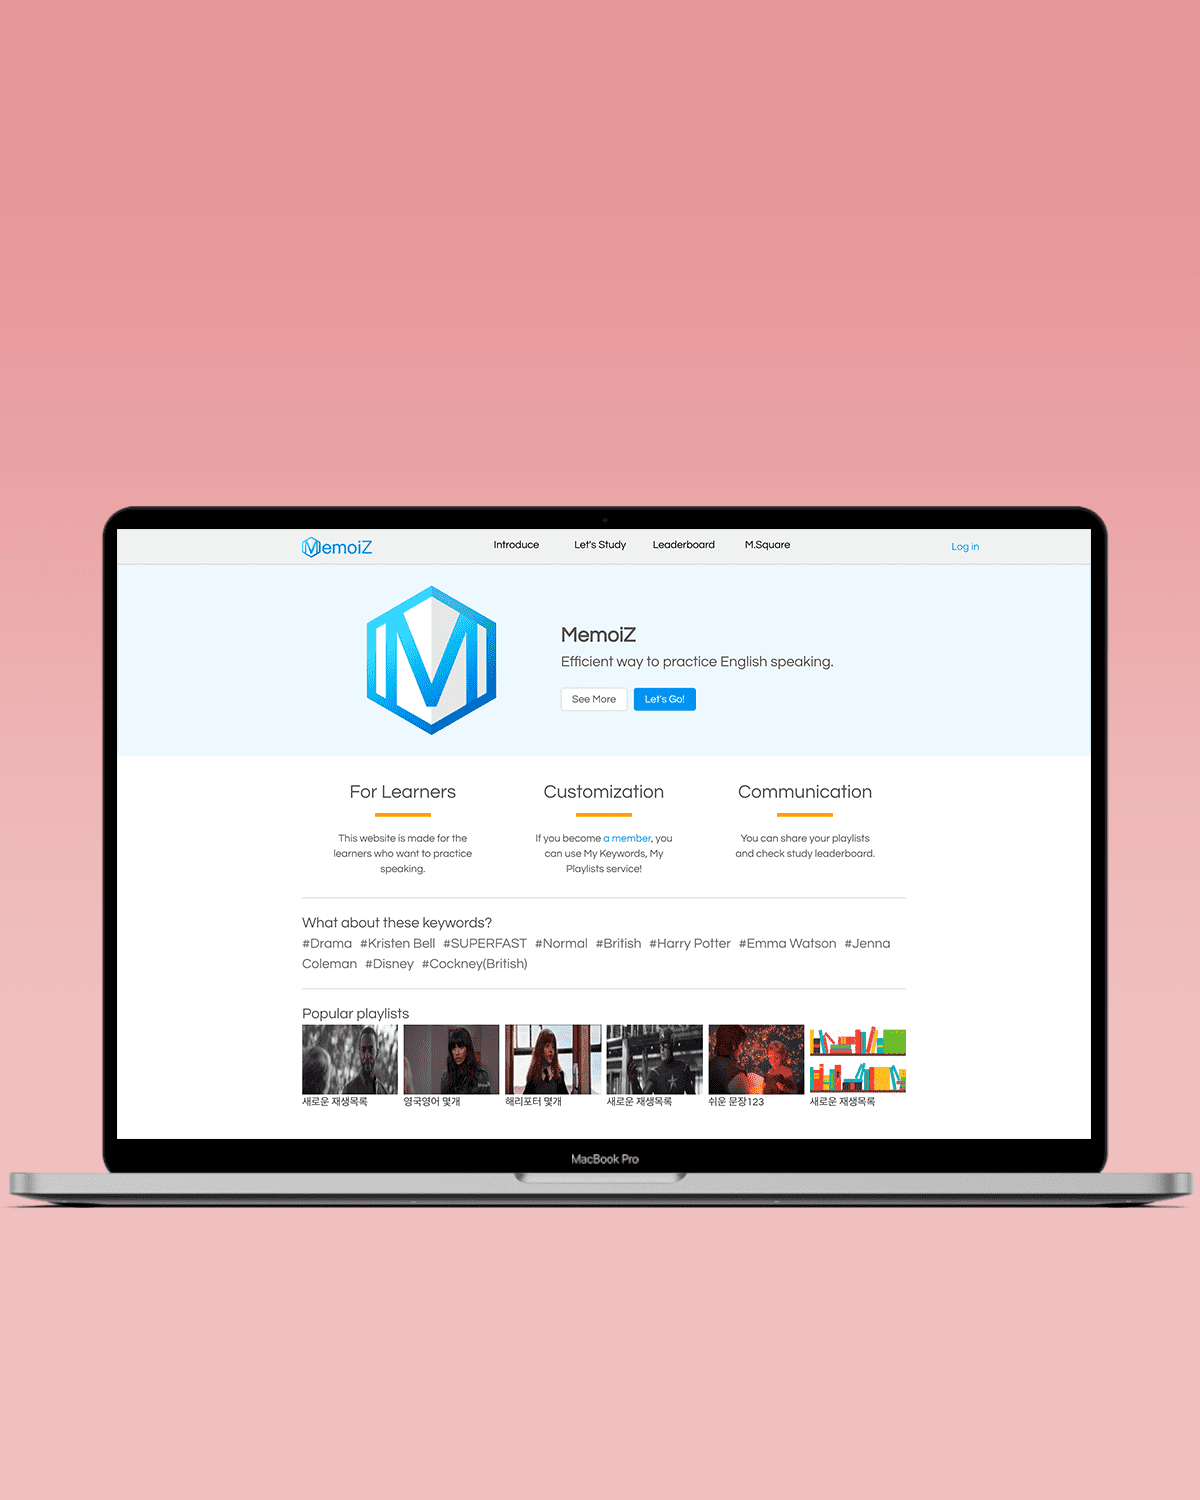 MemoiZ
Introduce Let's Study Leaderboard M.Square
Log in
MemoiZ
Efficient way to practice English speaking.
See More Let's Go!
For Learners Customization Communication
This website is made for the If you become a member, you You can share your playlists
learners who want to practice can use My Keywords, My and check study leaderboard.
speaking. Playlists service!
What about these keywords?
#Drama #Kristen Bell #SUPERFAST #Normal #British #Harry Potter #Emma Watson #Jenna
Coleman #Disney #Cockney(British)
Popular playlists
새로운 재생목록 영국영어 몇개 해리포터 몇개 새로운 재생목록 쉬운 문장123 새로운 재생목록
MacBook Pro